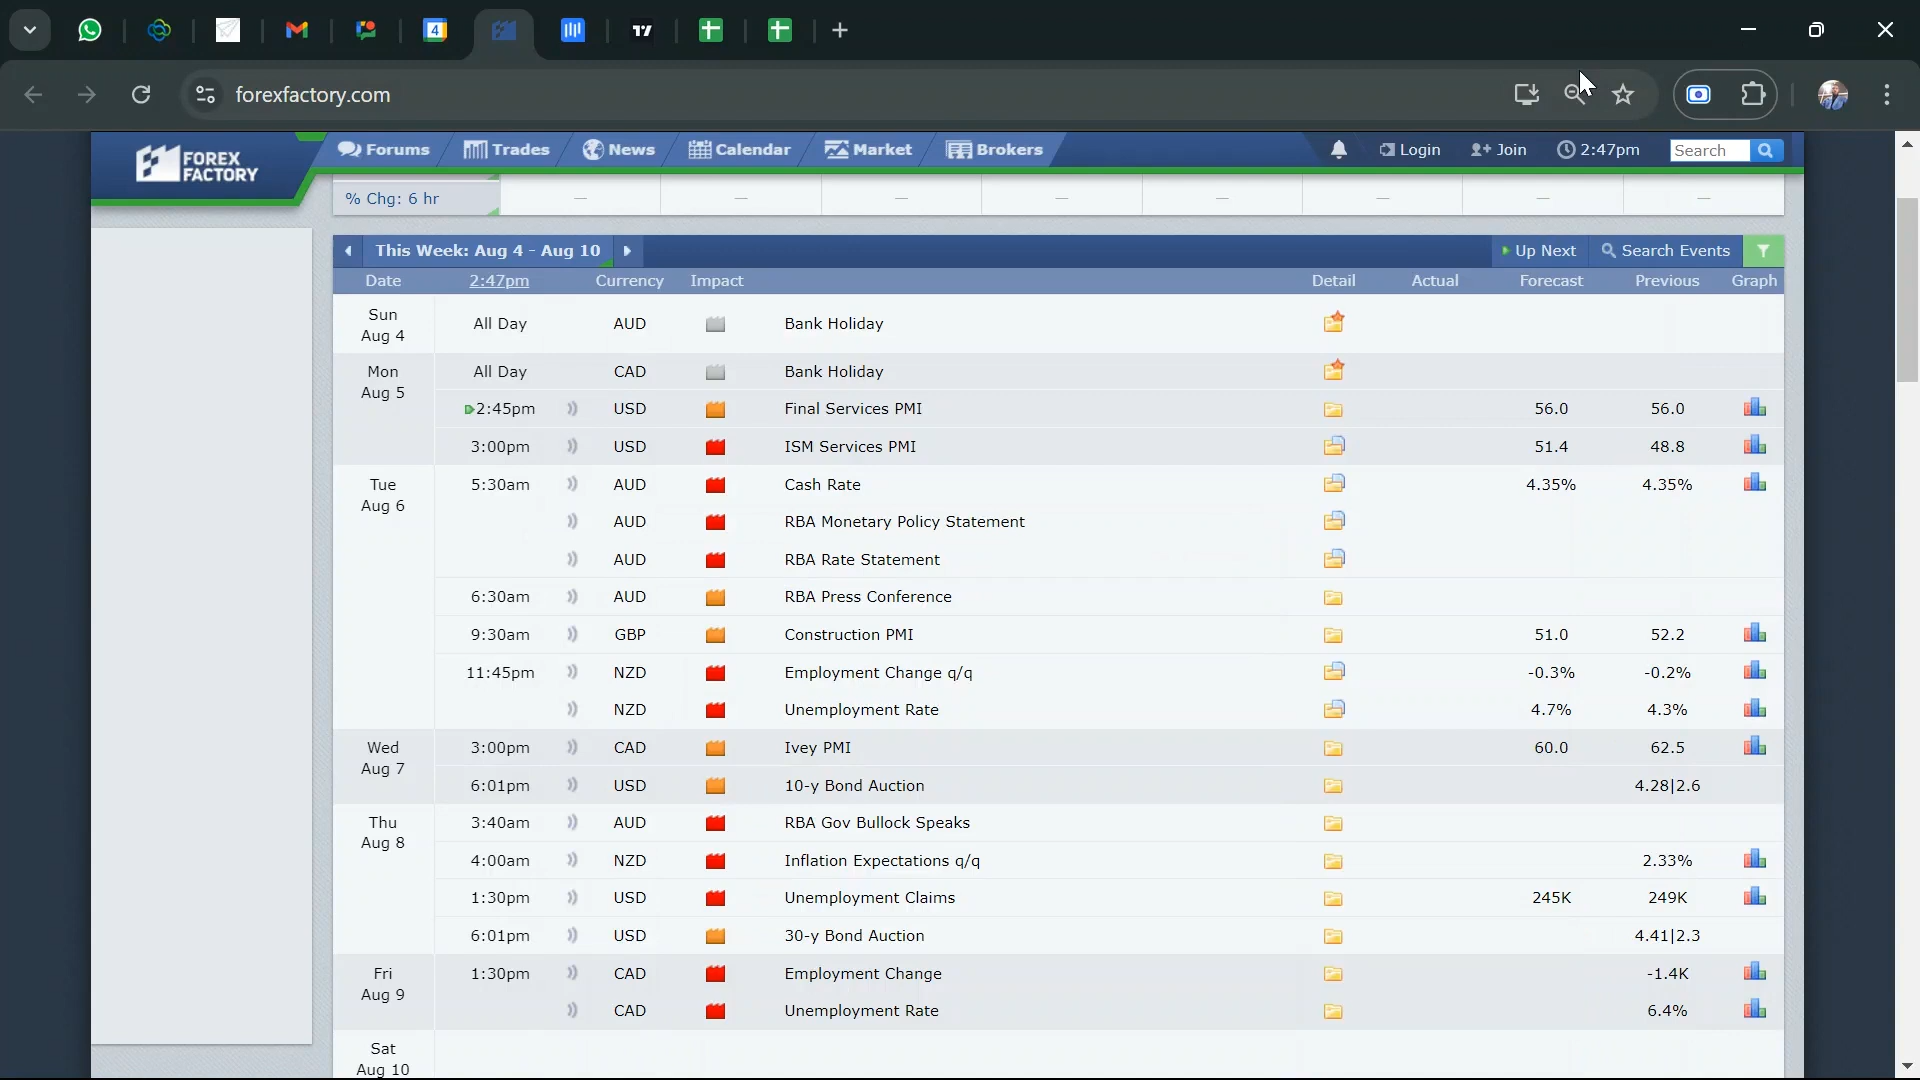 4
forexfactory.com
FOREX FACTORY Forums Trades News Calendar Market Brokers Login Join 2:47pm Search
% Chg: 6 hr — — — — — — — —
This Week: Aug 4 - Aug 10 Up Next Search Events
Date 2:47pm Currency Impact Detail Actual Forecast Previous Graph
Sun Aug 4 All Day AUD Bank Holiday
Mon Aug 5 All Day CAD Bank Holiday
2:45pm USD Final Services PMI 56.0 56.0
3:00pm USD ISM Services PMI 51.4 48.8
Tue Aug 6 5:30am AUD Cash Rate 4.35% 4.35%
AUD RBA Monetary Policy Statement
AUD RBA Rate Statement
6:30am AUD RBA Press Conference
9:30am GBP Construction PMI 51.0 52.2
11:45pm NZD Employment Change q/q -0.3% -0.2%
NZD Unemployment Rate 4.7% 4.3%
Wed Aug 7 3:00pm CAD Ivey PMI 60.0 62.5
6:01pm USD 10-y Bond Auction 4.28|2.6
Thu Aug 8 3:40am AUD RBA Gov Bullock Speaks
4:00am NZD Inflation Expectations q/q 2.33%
1:30pm USD Unemployment Claims 245K 249K
6:01pm USD 30-y Bond Auction 4.41|2.3
Fri Aug 9 1:30pm CAD Employment Change -1.4K
CAD Unemployment Rate 6.4%
Sat Aug 10